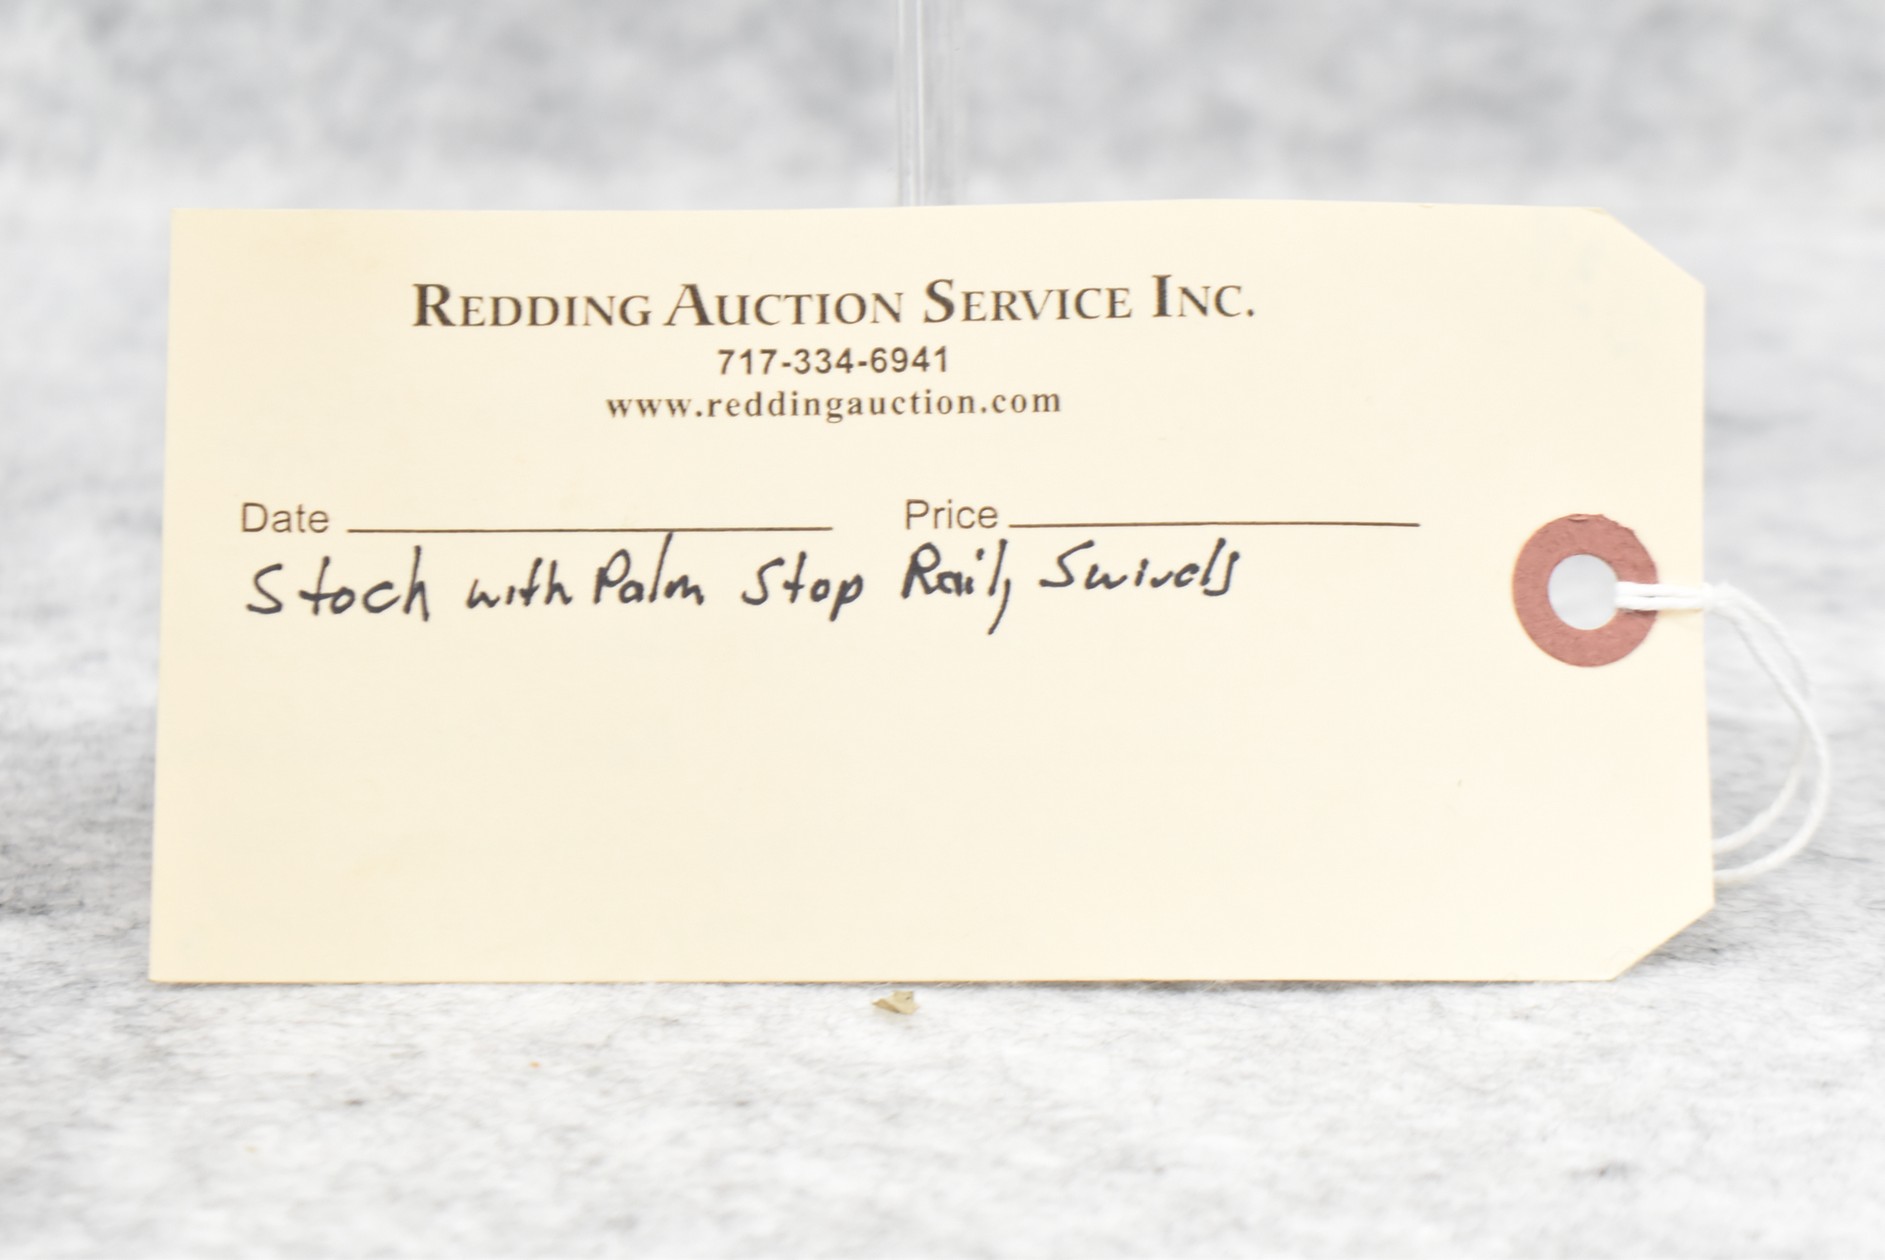 Redding Auction Service Inc.
717-334-6941
www.reddingauction.com
Date Price
Stock with Palm Stop Rail, Swivels